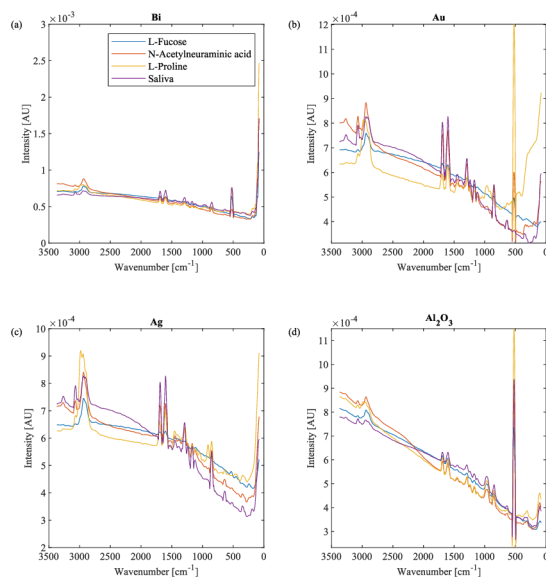 (a)
Bi
×10⁻³
1.5
1
0.5
0
Intensity [AU]
L-Fucose
N-Acetylneuraminic acid
L-Proline
Saliva
3500 3000 2500 2000 1500 1000 500 0
Wavenumber [cm⁻¹]
(b)
Au
×10⁻⁴
12
11
10
9
8
7
6
5
4
Intensity [AU]
3500 3000 2500 2000 1500 1000 500 0
Wavenumber [cm⁻¹]
(c)
Ag
×10⁻⁴
10
9
8
7
6
5
4
3
2
Intensity [AU]
3500 3000 2500 2000 1500 1000 500 0
Wavenumber [cm⁻¹]
(d)
Al₂O₃
×10⁻⁴
11
10
9
8
7
6
5
4
3
Intensity [AU]
3500 3000 2500 2000 1500 1000 500 0
Wavenumber [cm⁻¹]